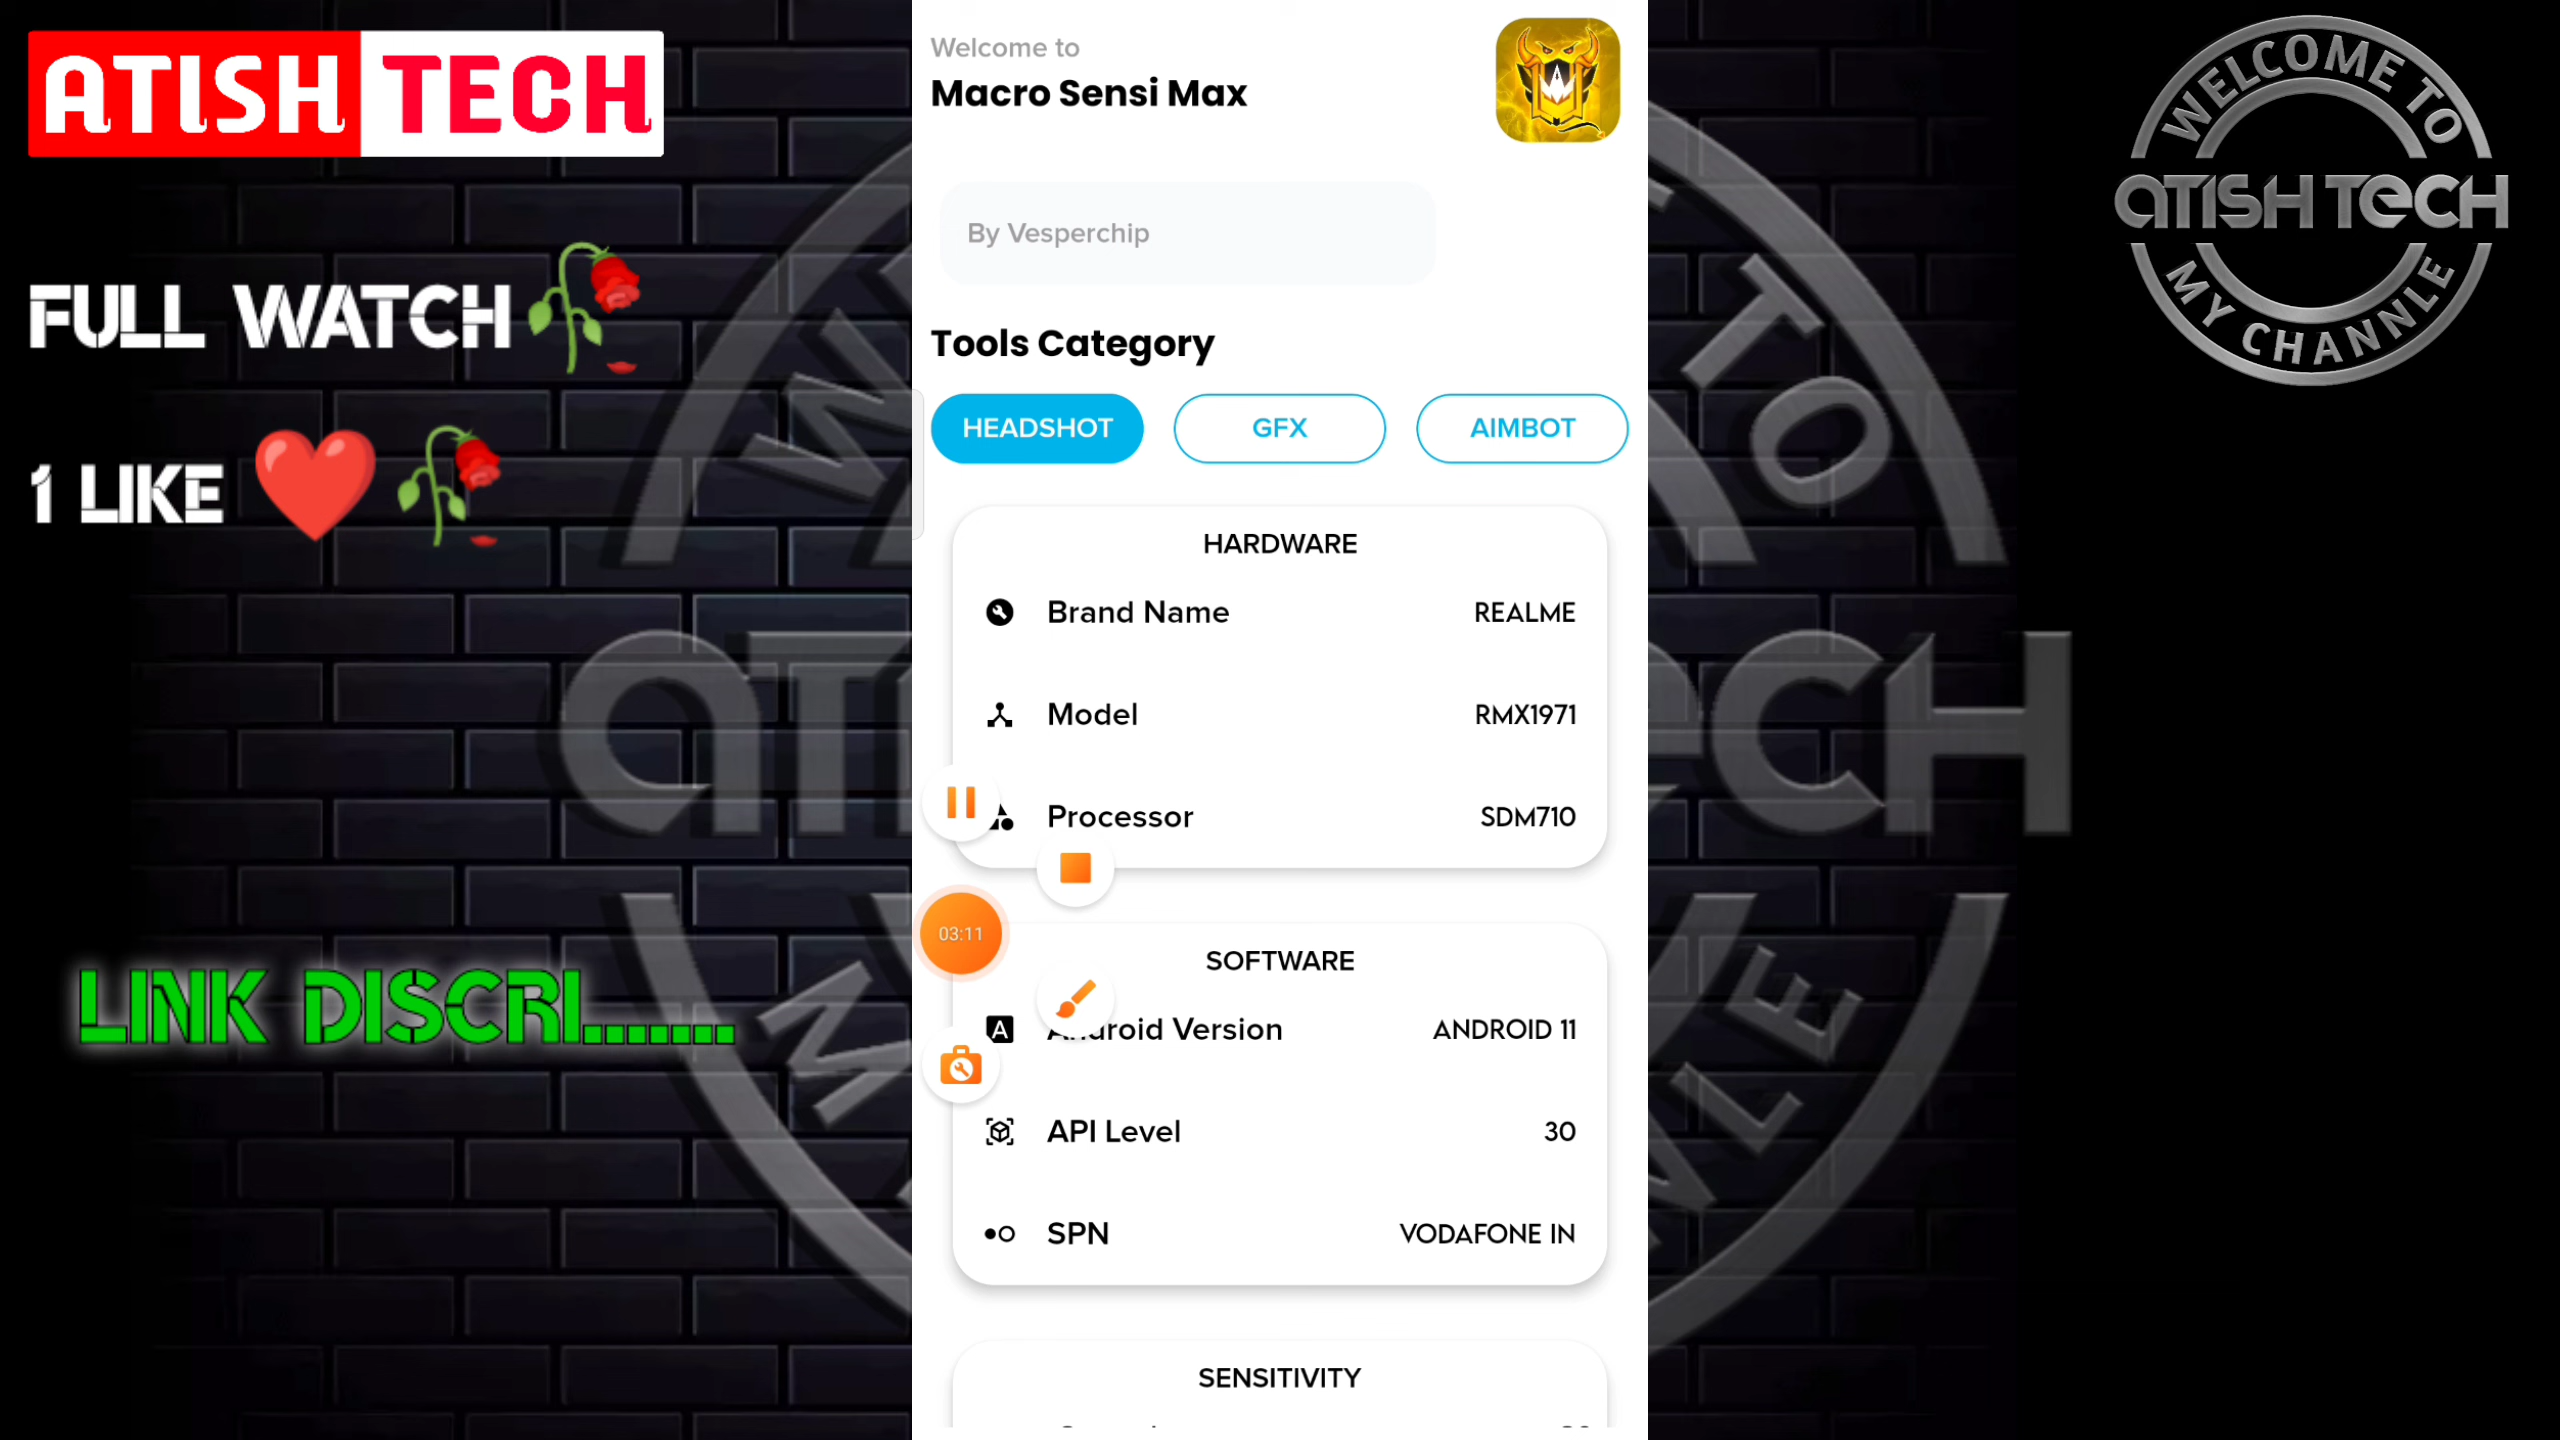 ATISH TECH
FULL WATCH
1 LIKE
LINK DISCRI.......
Welcome to
Macro Sensi Max
By Vesperchip
Tools Category
HEADSHOT GFX AIMBOT
HARDWARE
Brand Name REALME
Model RMX1971
Processor SDM710
03:11
SOFTWARE
Android Version ANDROID 11
API Level 30
SPN VODAFONE IN
SENSITIVITY
WELCOME TO
ATISH TECH
MY CHANNLE